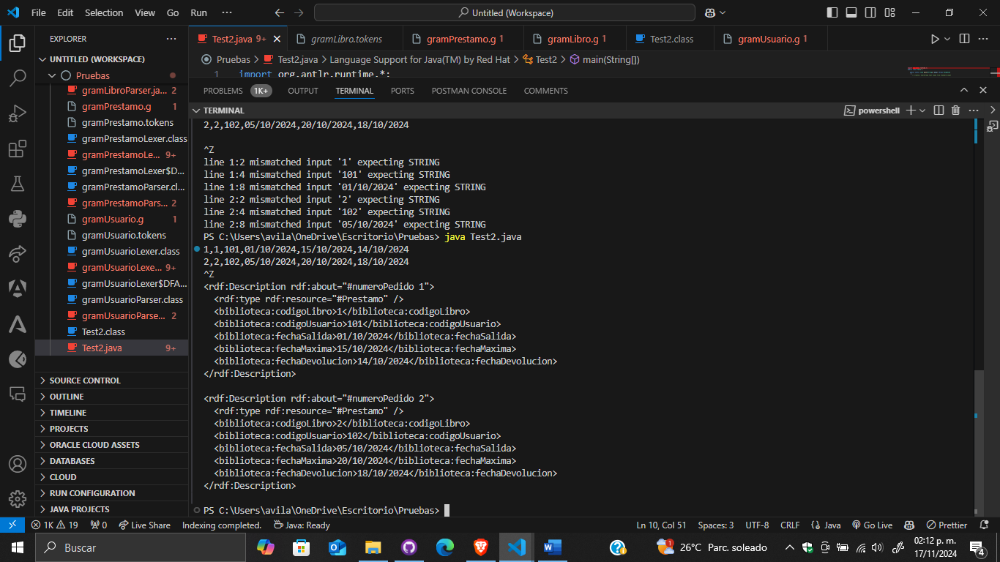 File Edit Selection View Go Run ··· Untitled (Workspace)
EXPLORER ···
UNTITLED (WORKSPACE)
Pruebas
gramLibroParser.ja... 2
gramPrestamo.g 1
gramPrestamo.tokens
gramPrestamoLexer.class
gramPrestamoLe... 9+
gramPrestamoLexer$D...
gramPrestamoParser.cl...
gramPrestamoPars... 2
gramUsuario.g 1
gramUsuario.tokens
gramUsuarioLexer.class
gramUsuarioLexe... 9+
gramUsuarioLexer$DFA...
gramUsuarioParser.class
gramUsuarioParse... 2
Test2.class
Test2.java 9+
SOURCE CONTROL
OUTLINE
TIMELINE
PROJECTS
ORACLE CLOUD ASSETS
DATABASES
CLOUD
RUN CONFIGURATION
JAVA PROJECTS
Test2.java 9+ gramLibro.tokens gramPrestamo.g 1 gramLibro.g 1 Test2.class gramUsuario.g 1
Pruebas > Test2.java > Language Support for Java(TM) by Red Hat > Test2 > main(String[])
1 import org.antlr.runtime.*;
PROBLEMS 1K+ OUTPUT TERMINAL PORTS POSTMAN CONSOLE COMMENTS
TERMINAL powershell
2,2,102,05/10/2024,20/10/2024,18/10/2024
^Z
line 1:2 mismatched input '1' expecting STRING
line 1:4 mismatched input '101' expecting STRING
line 1:8 mismatched input '01/10/2024' expecting STRING
line 2:2 mismatched input '2' expecting STRING
line 2:4 mismatched input '102' expecting STRING
line 2:8 mismatched input '05/10/2024' expecting STRING
PS C:\Users\avila\OneDrive\Escritorio\Pruebas> java Test2.java
1,1,101,01/10/2024,15/10/2024,14/10/2024
2,2,102,05/10/2024,20/10/2024,18/10/2024
^Z
<rdf:Description rdf:about="#numeroPedido 1">
  <rdf:type rdf:resource="#Prestamo" />
  <biblioteca:codigoLibro>1</biblioteca:codigoLibro>
  <biblioteca:codigoUsuario>101</biblioteca:codigoUsuario>
  <biblioteca:fechaSalida>01/10/2024</biblioteca:fechaSalida>
  <biblioteca:fechaMaxima>15/10/2024</biblioteca:fechaMaxima>
  <biblioteca:fechaDevolucion>14/10/2024</biblioteca:fechaDevolucion>
</rdf:Description>
<rdf:Description rdf:about="#numeroPedido 2">
  <rdf:type rdf:resource="#Prestamo" />
  <biblioteca:codigoLibro>2</biblioteca:codigoLibro>
  <biblioteca:codigoUsuario>102</biblioteca:codigoUsuario>
  <biblioteca:fechaSalida>05/10/2024</biblioteca:fechaSalida>
  <biblioteca:fechaMaxima>20/10/2024</biblioteca:fechaMaxima>
  <biblioteca:fechaDevolucion>18/10/2024</biblioteca:fechaDevolucion>
</rdf:Description>
PS C:\Users\avila\OneDrive\Escritorio\Pruebas>
1K 19 0 Live Share Indexing completed. Java: Ready Ln 10, Col 51 Spaces: 3 UTF-8 CRLF {} Java Go Live Prettier
Buscar 26°C Parc. soleado 02:12 p. m.
17/11/2024 4